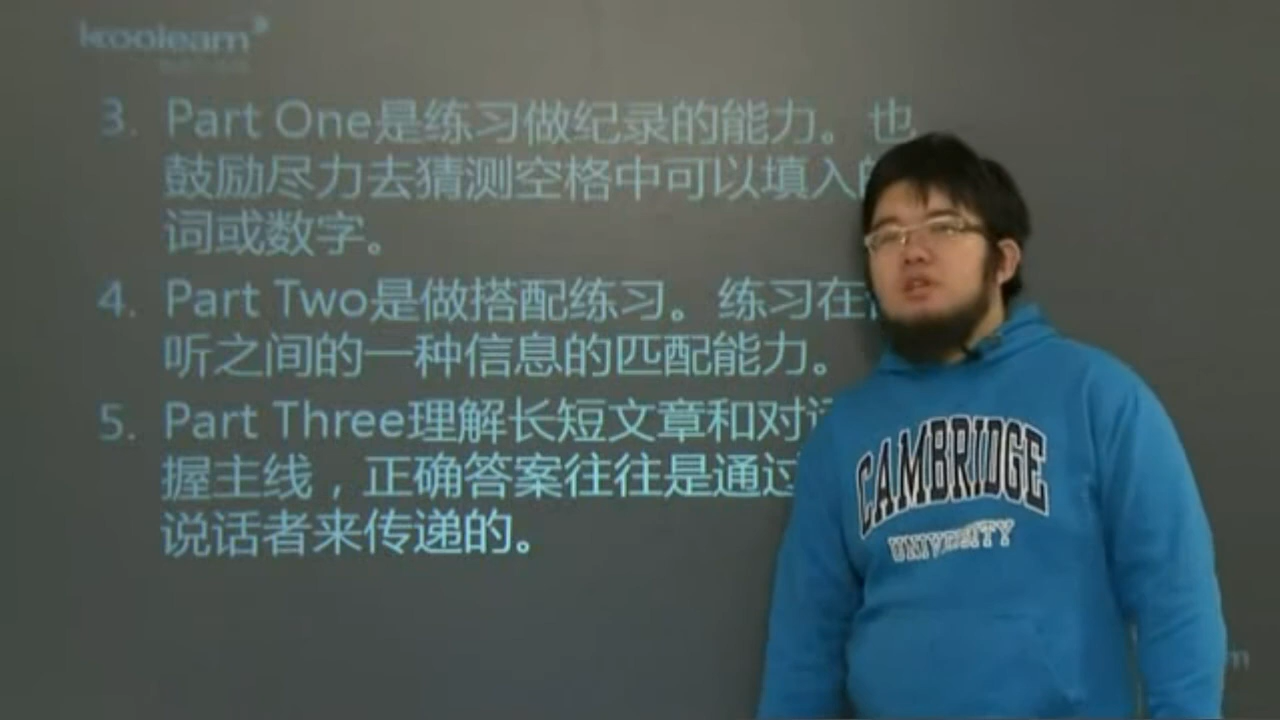 koolearn
3. Part One是练习做纪录的能力。也
鼓励尽力去猜测空格中可以填入的
词或数字。
4. Part Two是做搭配练习。练习在
听之间的一种信息的匹配能力。
5. Part Three理解长短文章和对话
握主线，正确答案往往是通过
说话者来传递的。
CAMBRIDGE
UNIVERSITY